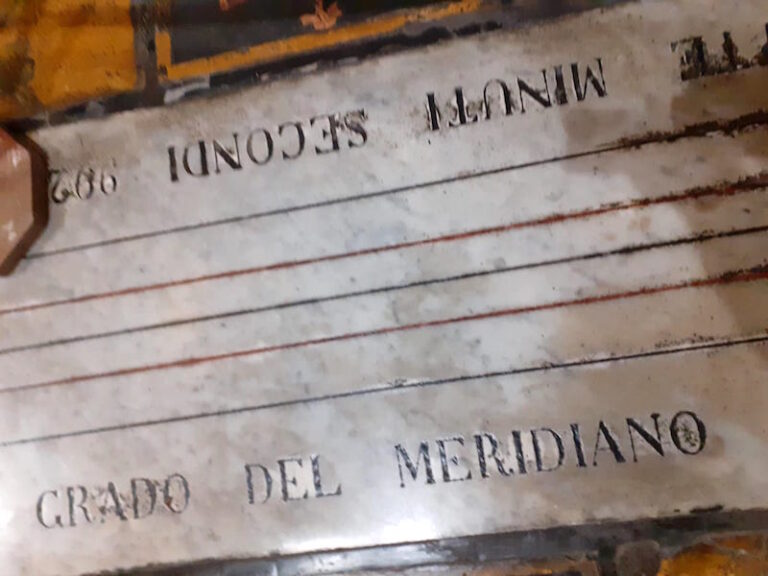 MINUTI SECONDI
GRADO DEL MERIDIANO